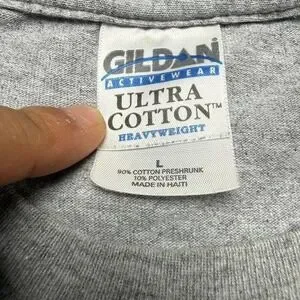 GILDAN
ACTIVEWEAR
ULTRA
COTTON™
HEAVYWEIGHT
L
90% COTTON PRESHRUNK
10% POLYESTER
MADE IN HAITI